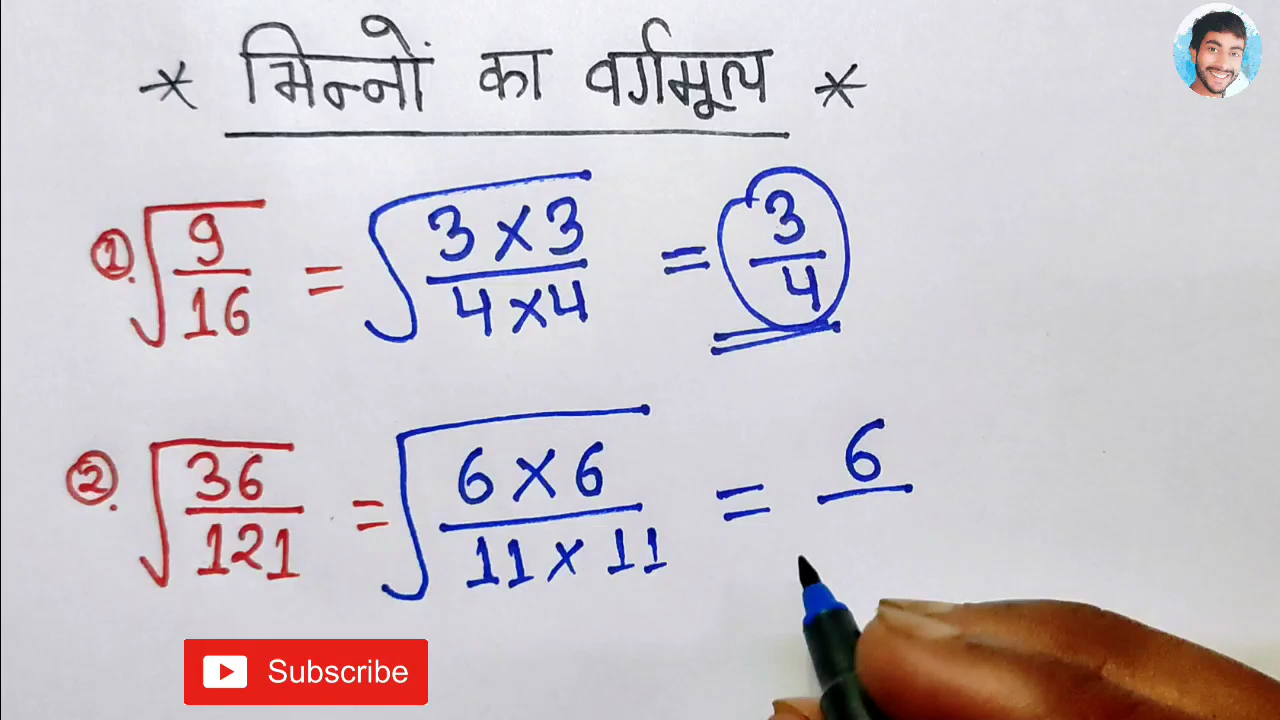 * भिन्नों का वर्गमूल *
①. √9/16 = √3×3/4×4 = 3/4
②. √36/121 = √6×6/11×11 = 6/
Subscribe